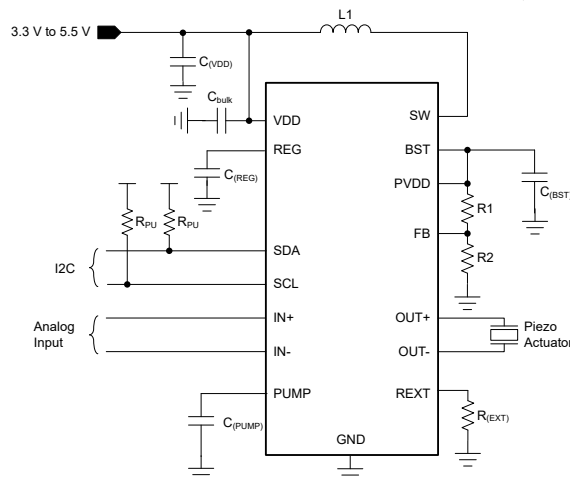 L1
3.3 V to 5.5 V
C(VDD)
Cbulk
VDD
SW
REG
BST
C(REG)
PVDD
C(BST)
R1
RPU
RPU
FB
SDA
R2
I2C
SCL
IN+
OUT+
Analog
Input
Piezo
Actuator
IN-
OUT-
PUMP
REXT
C(PUMP)
R(EXT)
GND